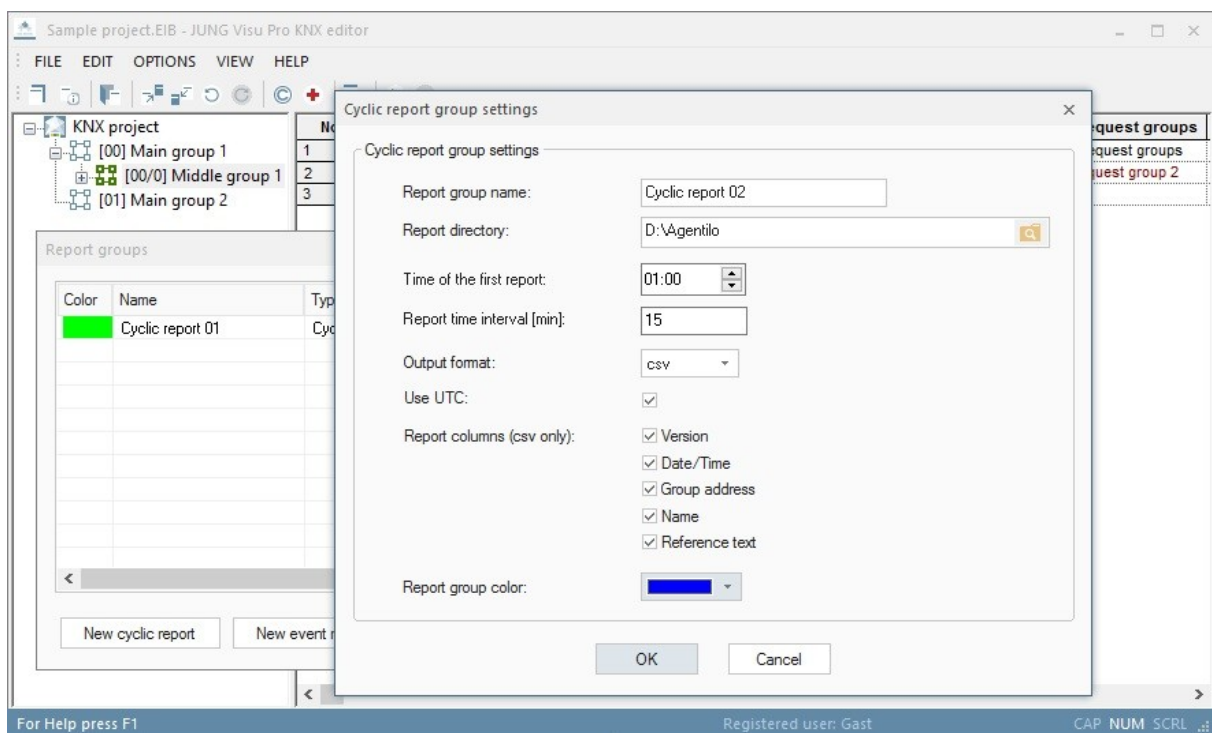 Sample project.EIB - JUNG Visu Pro KNX editor
FILE EDIT OPTIONS VIEW HELP
KNX project
[00] Main group 1
[00/0] Middle group 1
[01] Main group 2
1
2
3
request groups
request groups
group 2
Report groups
Color Name
Cyclic report 01
New cyclic report
New event
Cyclic report group settings
Cyclic report group settings
Report group name: Cyclic report 02
Report directory: D:\Agentilo
Time of the first report: 01:00
Report time interval [min]: 15
Output format: csv
Use UTC:
Report columns (csv only): Version
Date/Time
Group address
Name
Reference text
Report group color:
OK Cancel
For Help press F1 Registered user: Gast CAP NUM SCRL